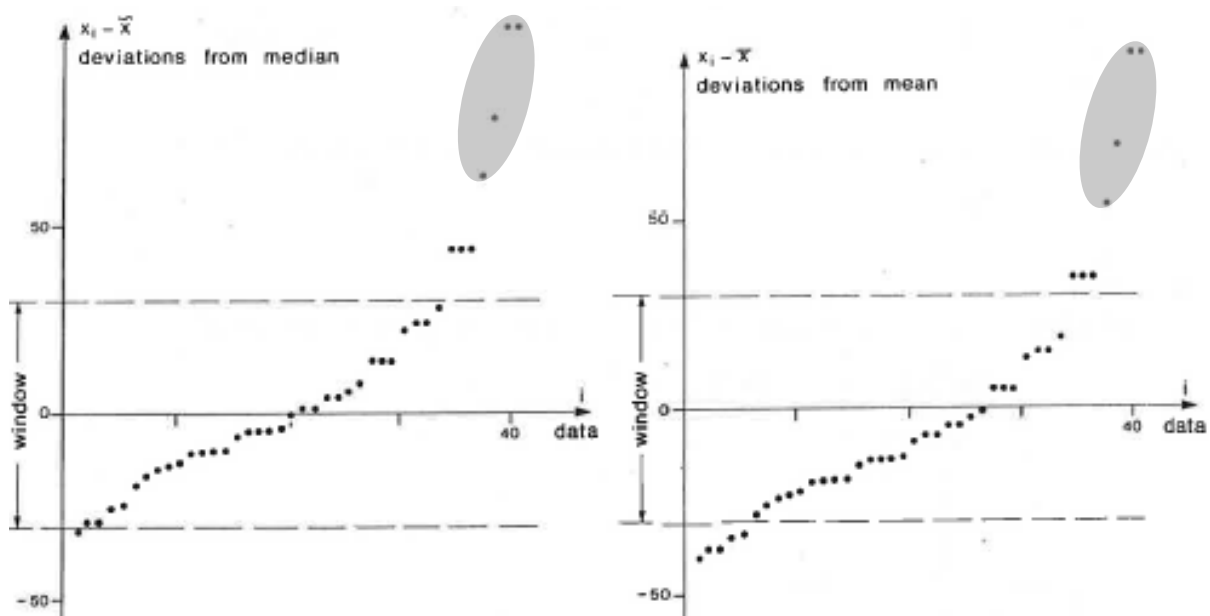 xᵢ – x̃
deviations from median
50
window
0
i
40
data
-50
xᵢ – x̄
deviations from mean
50
window
0
i
40
data
-50